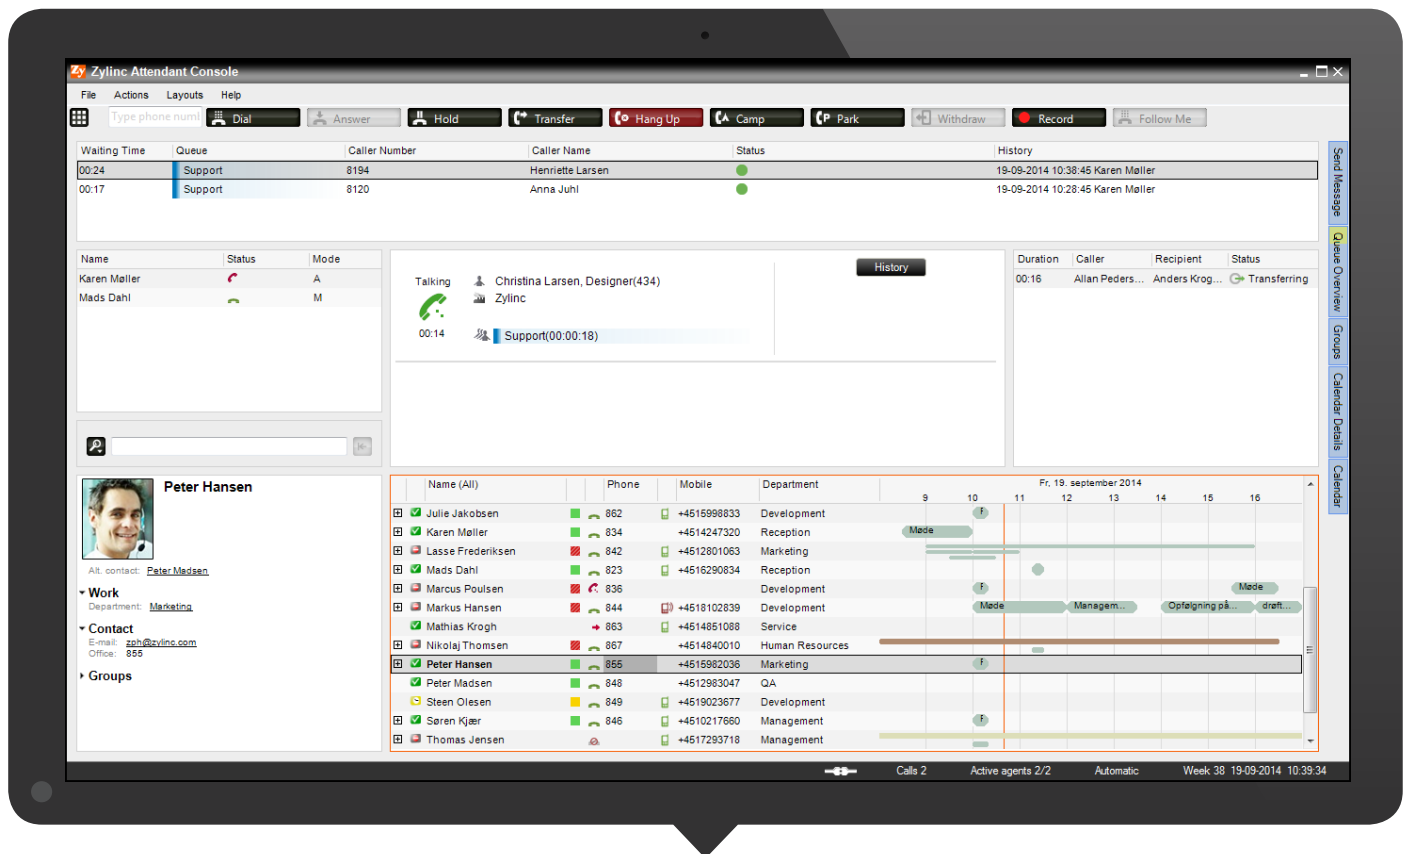 Zy Zylinc Attendant Console
File Actions Layouts Help
Type phone numl Dial Answer Hold Transfer Hang Up Camp Park Withdraw Record Follow Me
Waiting Time Queue Caller Number Caller Name Status History
00:24 Support 8194 Henriette Larsen 19-09-2014 10:38:45 Karen Møller
00:17 Support 8120 Anna Juhl 19-09-2014 10:28:45 Karen Møller
Send Message
Queue Overview
Groups
Calendar Details
Calendar
Name Status Mode
Karen Møller A
Mads Dahl M
History
Talking Christina Larsen, Designer(434)
Zylinc
00:14 Support(00:00:18)
Duration Caller Recipient Status
00:16 Allan Peders... Anders Krog... Transferring
Peter Hansen
Alt. contact: Peter Madsen
Work
Department: Marketing
Contact
E-mail: zph@zylinc.com
Office: 855
Groups
Name (All) Phone Mobile Department Fr, 19. september 2014
9 10 11 12 13 14 15 16
Julie Jakobsen 862 +4515998833 Development F
Karen Møller 834 +4514247320 Reception Møde
Lasse Frederiksen 842 +4512801063 Marketing
Mads Dahl 823 +4516290834 Reception
Marcus Poulsen 836 Development F Møde
Markus Hansen 844 +4518102839 Development Møde Managem... Opfølgning på... drøft...
Mathias Krogh 863 +4514851088 Service
Nikolaj Thomsen 867 +4514840010 Human Resources
Peter Hansen 855 +4515982036 Marketing F
Peter Madsen 848 +4512983047 QA
Steen Olesen 849 +4519023677 Development
Søren Kjær 846 +4510217660 Management F
Thomas Jensen +4517293718 Management
Calls 2 Active agents 2/2 Automatic Week 38 19-09-2014 10:39:34